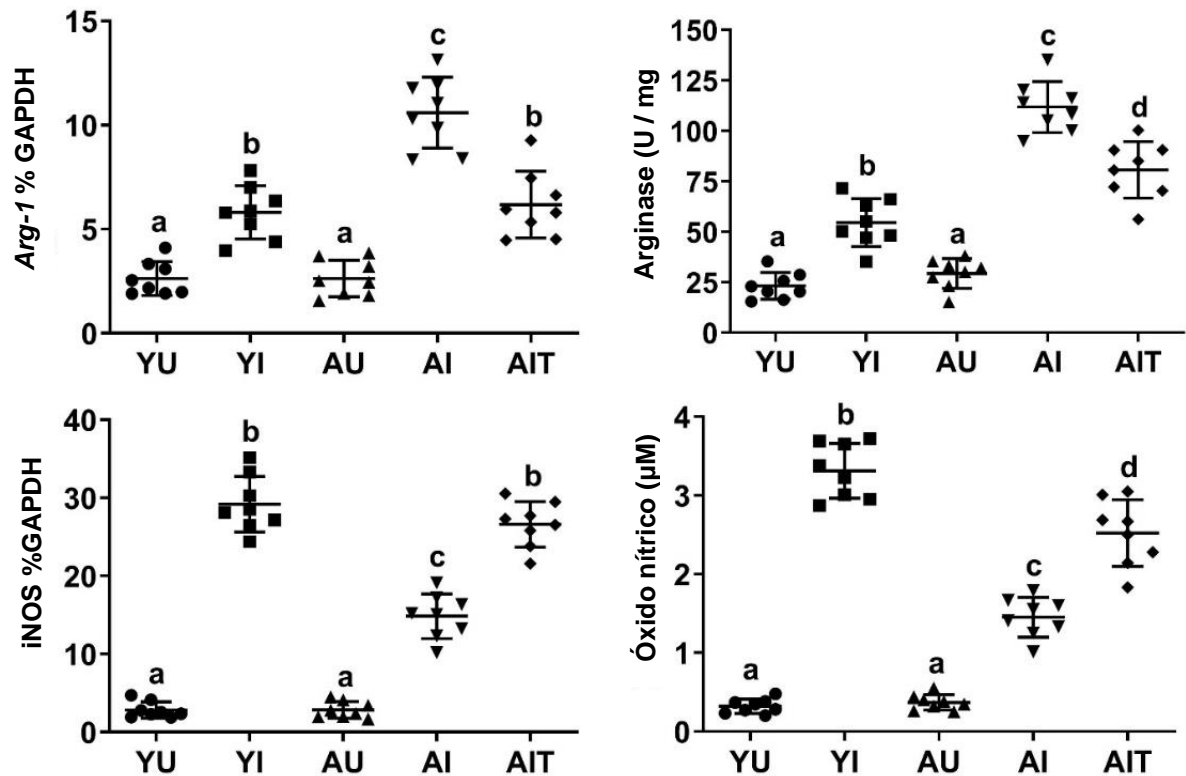 Arg-1 % GAPDH
15
10
5
0
a
b
a
c
b
YU YI AU AI AIT
Arginase (U / mg
150
125
100
75
50
25
0
a
b
a
c
d
YU YI AU AI AIT
iNOS %GAPDH
40
30
20
10
0
a
b
a
c
b
YU YI AU AI AIT
Óxido nítrico (µM)
4
3
2
1
0
a
b
a
c
d
YU YI AU AI AIT